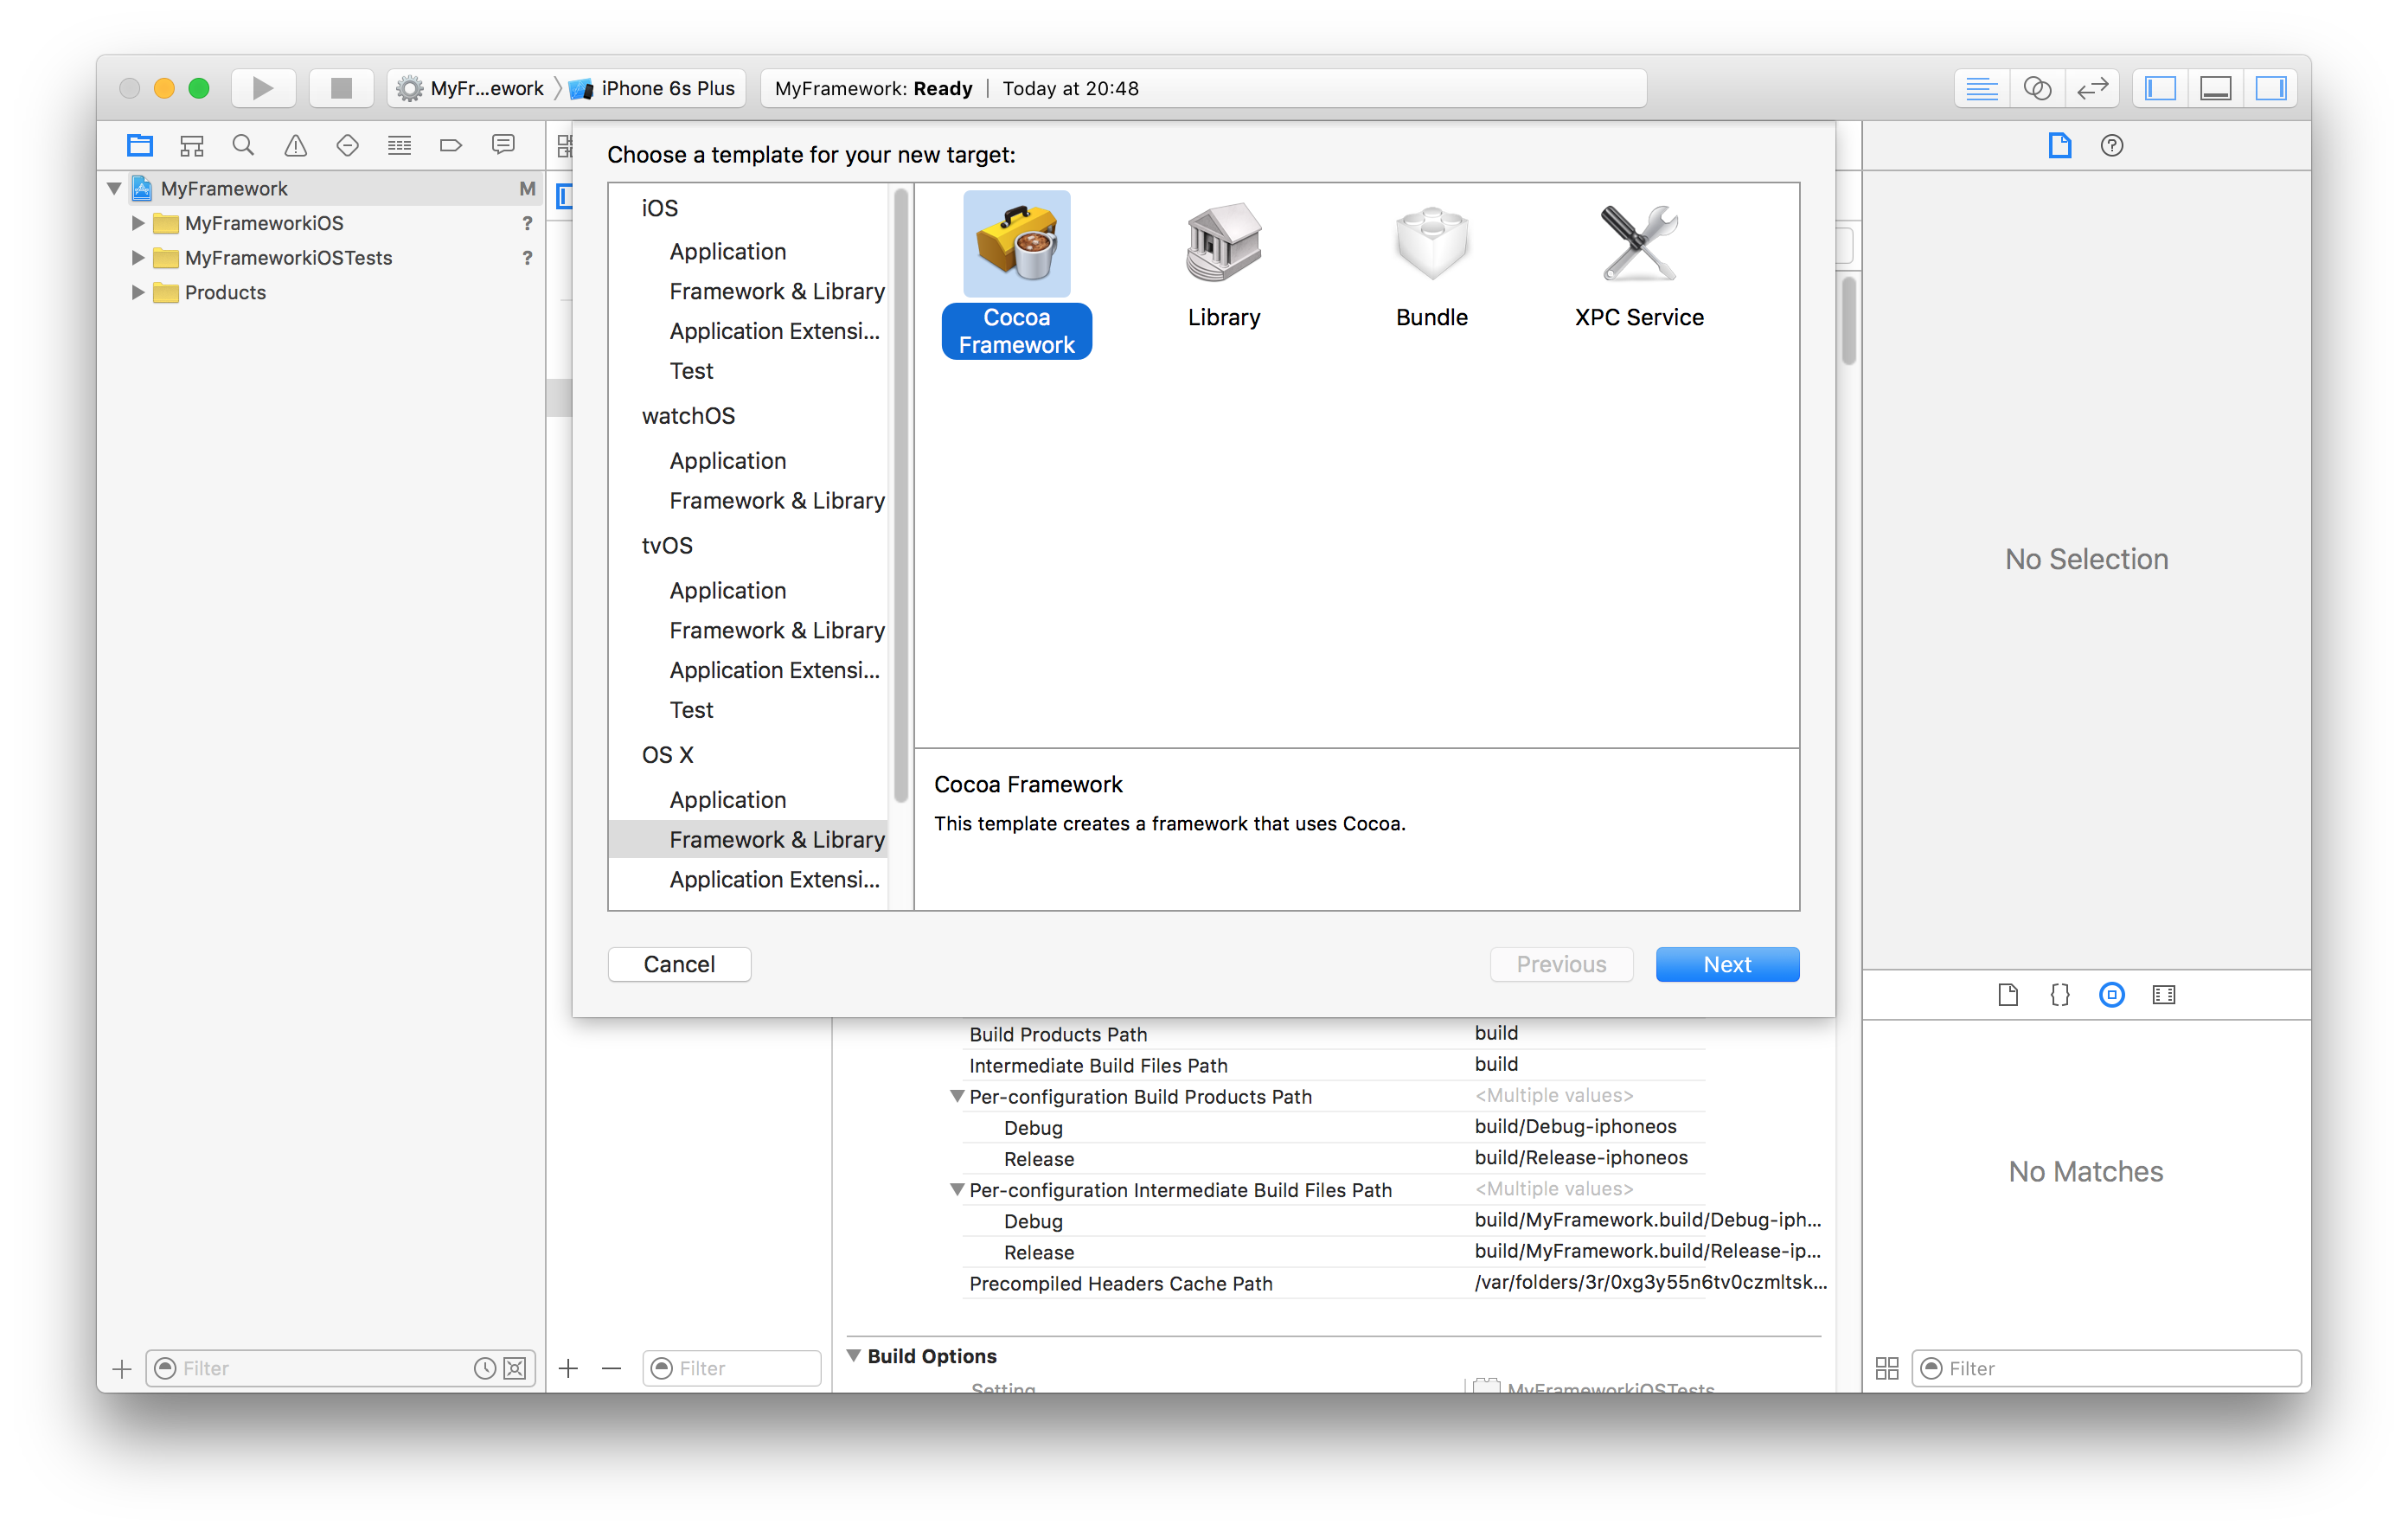 MyFr...ework
iPhone 6s Plus
MyFramework: Ready
Today at 20:48
MyFramework
M
MyFrameworkiOS
?
MyFrameworkiOSTests
?
Products
Filter
Choose a template for your new target:
iOS
Application
Framework & Library
Application Extensi...
Test
watchOS
Application
Framework & Library
tvOS
Application
Framework & Library
Application Extensi...
Test
OS X
Application
Framework & Library
Application Extensi...
Cocoa
Framework
Library
Bundle
XPC Service
Cocoa Framework
This template creates a framework that uses Cocoa.
Cancel
Previous
Next
Filter
Build Products Path
build
Intermediate Build Files Path
build
Per-configuration Build Products Path
<Multiple values>
Debug
build/Debug-iphoneos
Release
build/Release-iphoneos
Per-configuration Intermediate Build Files Path
<Multiple values>
Debug
build/MyFramework.build/Debug-iph...
Release
build/MyFramework.build/Release-ip...
Precompiled Headers Cache Path
/var/folders/3r/0xg3y55n6tv0czmltsk...
Build Options
Setting
MyFrameworkiOSTests
No Selection
No Matches
Filter